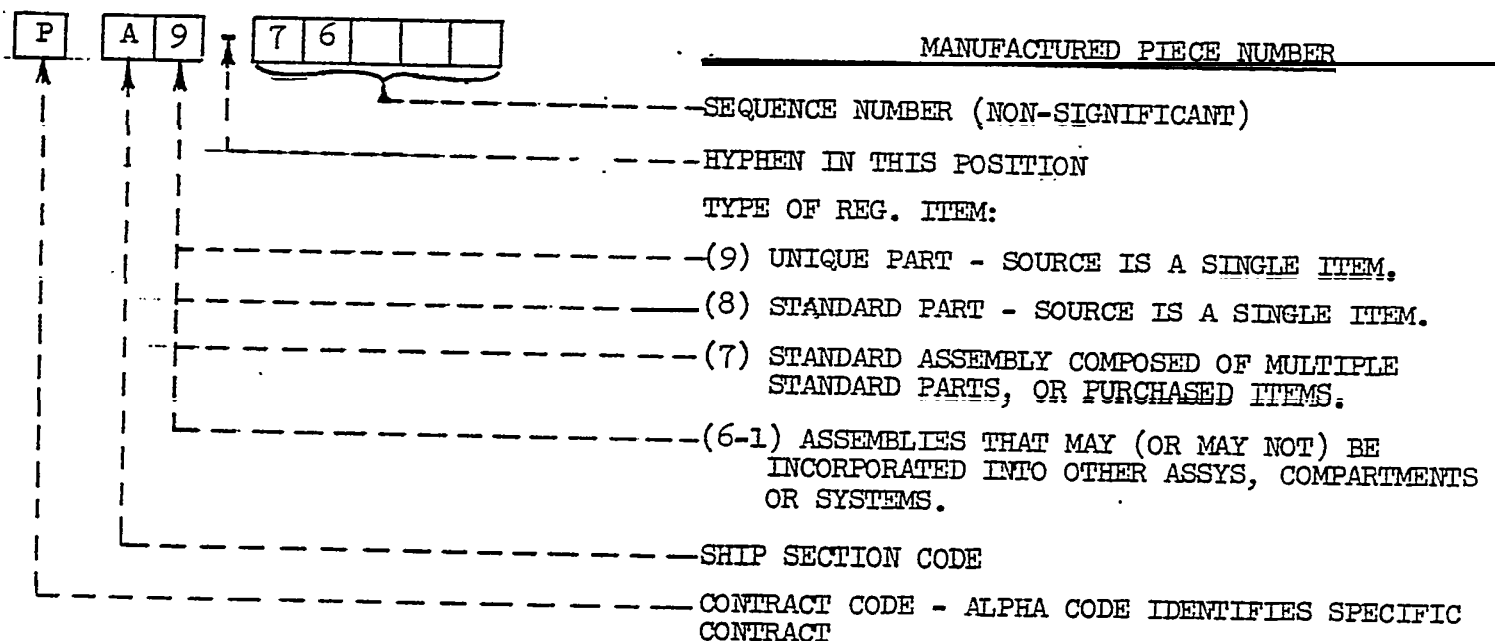 P A 9 - 7 6
MANUFACTURED PIECE NUMBER
SEQUENCE NUMBER (NON-SIGNIFICANT)
HYPHEN IN THIS POSITION
TYPE OF REG. ITEM:
(9) UNIQUE PART - SOURCE IS A SINGLE ITEM.
(8) STANDARD PART - SOURCE IS A SINGLE ITEM.
(7) STANDARD ASSEMBLY COMPOSED OF MULTIPLE
STANDARD PARTS, OR PURCHASED ITEMS.
(6-1) ASSEMBLIES THAT MAY (OR MAY NOT) BE
INCORPORATED INTO OTHER ASSYS, COMPARTMENTS
OR SYSTEMS.
SHIP SECTION CODE
CONTRACT CODE - ALPHA CODE IDENTIFIES SPECIFIC
CONTRACT